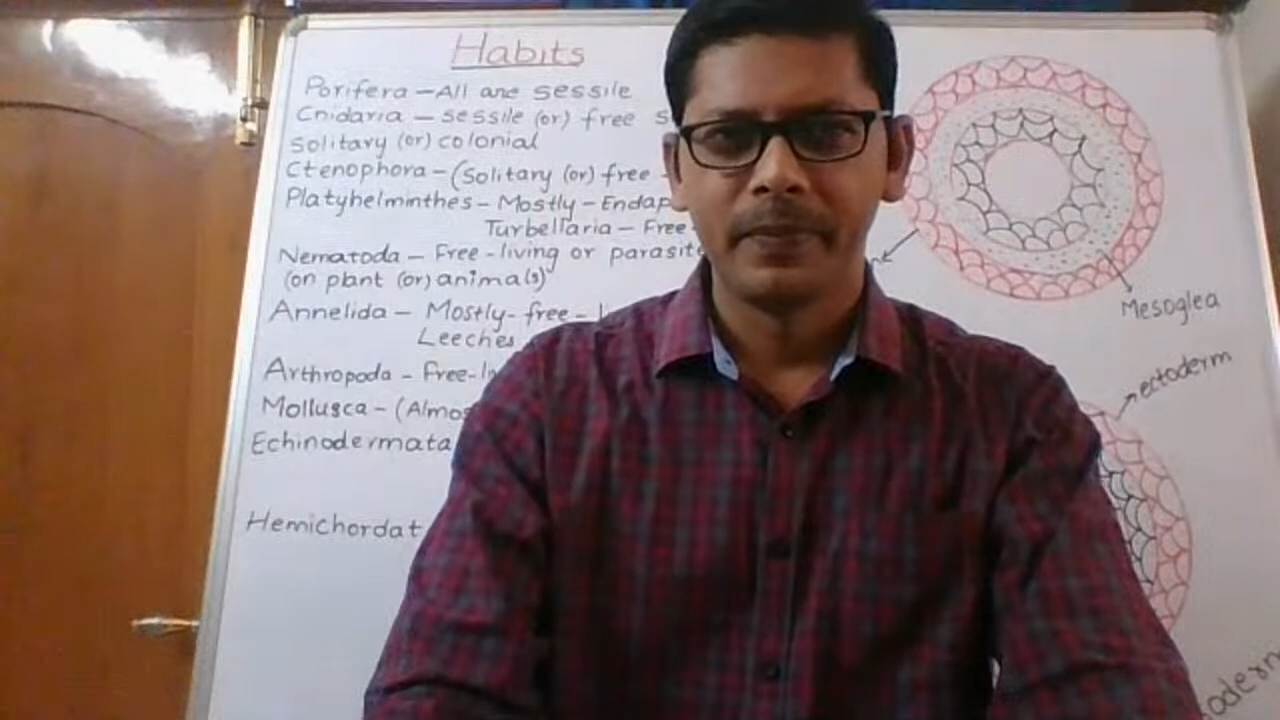 Habits
Porifera – All are sessile
Cnidaria – sessile (or) free
Solitary (or) colonial
Ctenophora – (Solitary (or) free –
Platyhelminthes – Mostly – Endop
Turbellaria – Free
Nematoda – Free-living or parasit
(on plant (or) animal(s)
Annelida – Mostly-free –
Leeches
Arthropoda – Free-li
Mollusca – (Almos
Echinodermata
Hemichordat
Mesoglea
ectoderm
oderm